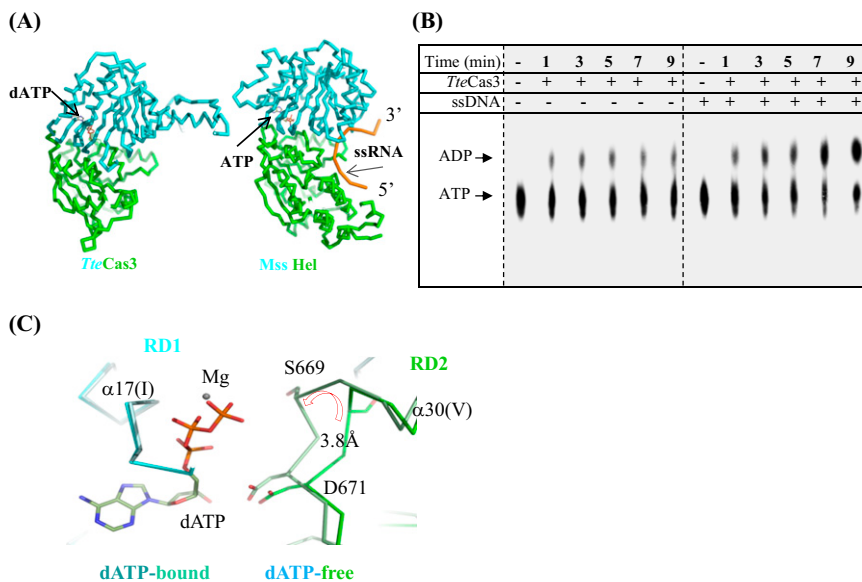 (A)
dATP
ATP
ssRNA
3’
5’
TteCas3
Mss Hel
(B)
Time (min) - 1 3 5 7 9 - 1 3 5 7 9
TteCas3 - + + + + + - + + + + +
ssDNA - - - - - - + + + + + +
ADP
ATP
(C)
RD1
Mg
α17(I)
dATP
S669
RD2
α30(V)
3.8Å
D671
dATP-bound
dATP-free